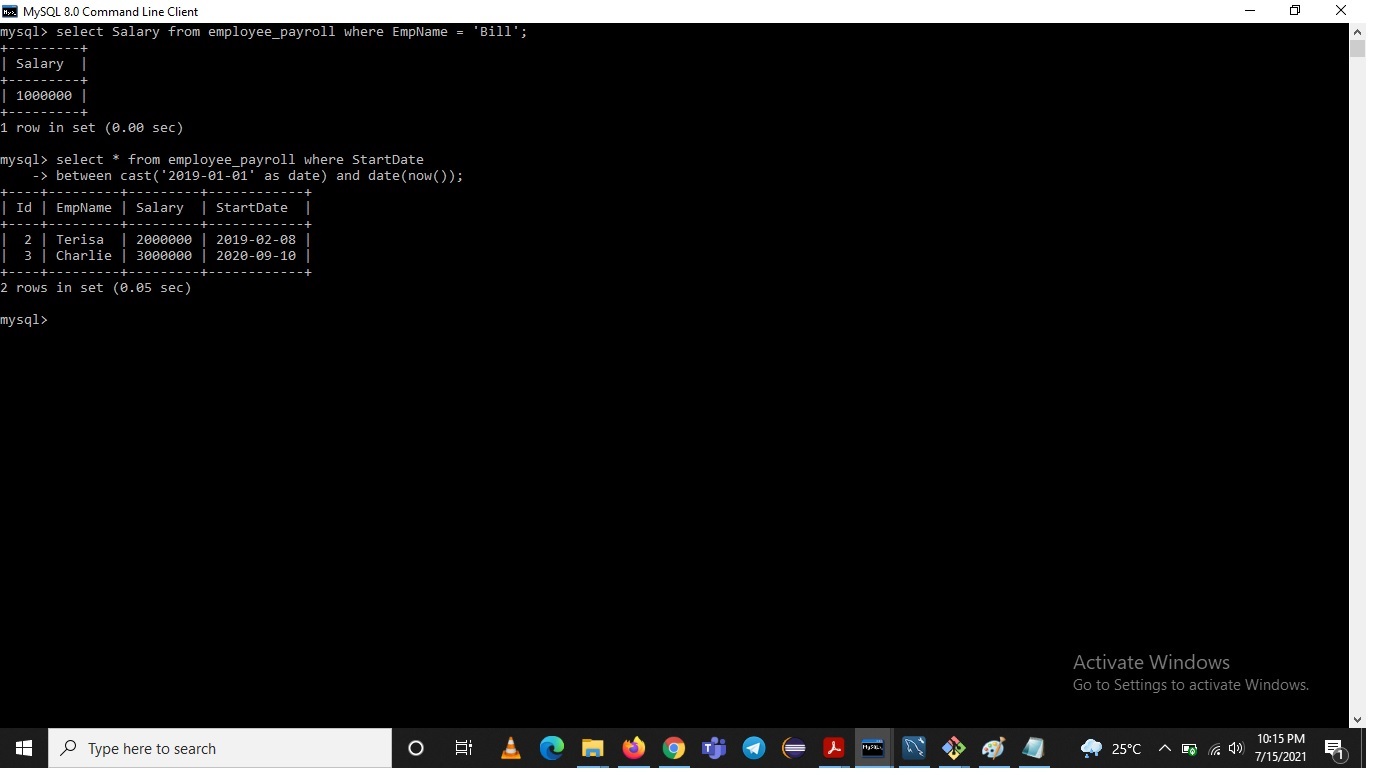 MySQL 8.0 Command Line Client
mysql> select Salary from employee_payroll where EmpName = 'Bill';
+---------+
| Salary  |
+---------+
| 1000000 |
+---------+
1 row in set (0.00 sec)
mysql> select * from employee_payroll where StartDate
    -> between cast('2019-01-01' as date) and date(now());
+----+---------+---------+------------+
| Id | EmpName | Salary  | StartDate  |
+----+---------+---------+------------+
|  2 | Terisa  | 2000000 | 2019-02-08 |
|  3 | Charlie | 3000000 | 2020-09-10 |
+----+---------+---------+------------+
2 rows in set (0.05 sec)
mysql>
Activate Windows
Go to Settings to activate Windows.
Type here to search
25°C
10:15 PM
7/15/2021
1